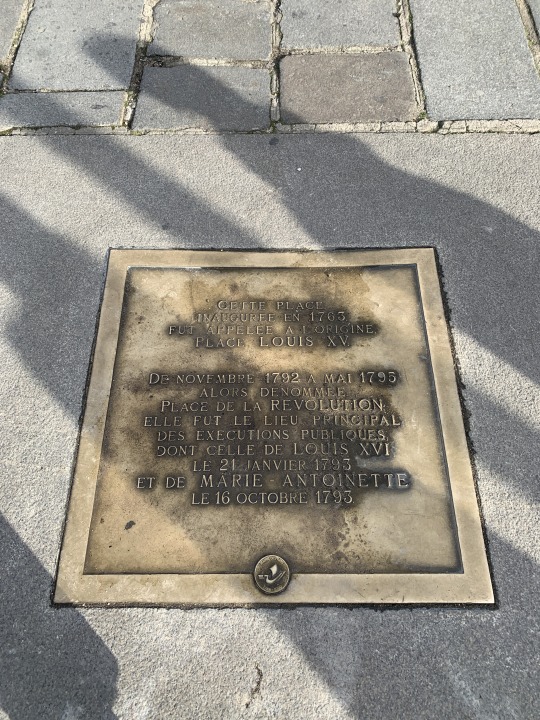 CETTE PLACE
INAUGURÉE EN 1763
FUT APPELÉE A L'ORIGINE
PLACE LOUIS XV.
DE NOVEMBRE 1792 A MAI 1795
ALORS DÉNOMMÉE
PLACE DE LA REVOLUTION,
ELLE FUT LE LIEU PRINCIPAL
DES EXECUTIONS PUBLIQUES,
DONT CELLE DE LOUIS XVI
LE 21 JANVIER 1793
ET DE MARIE-ANTOINETTE
LE 16 OCTOBRE 1793